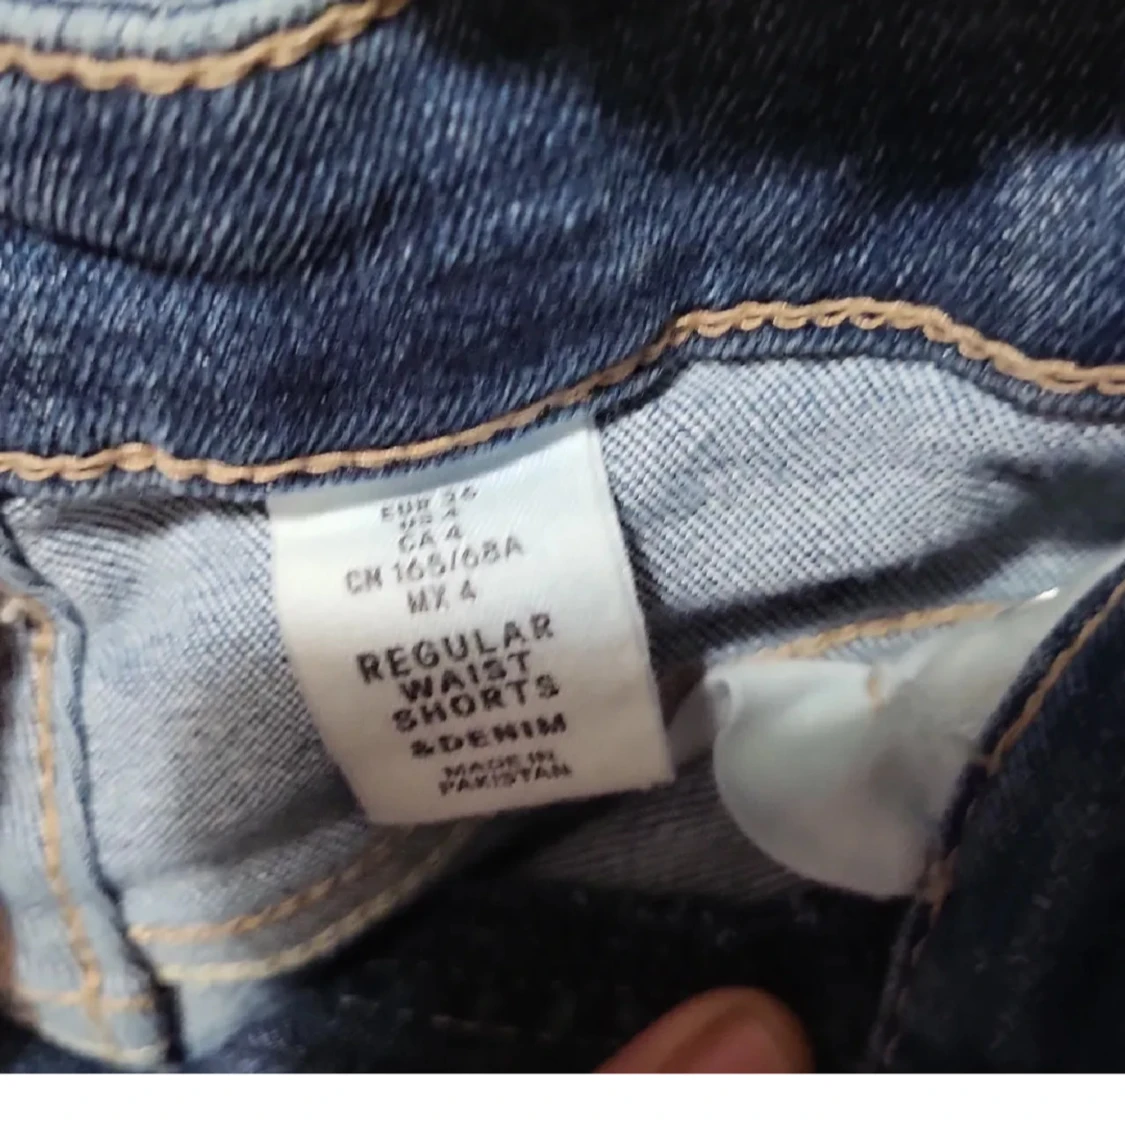 EUR 36
US 4
CA 4
CN 165/68A
MX 4
REGULAR
WAIST
SHORTS
&DENIM
MADE IN
PAKISTAN